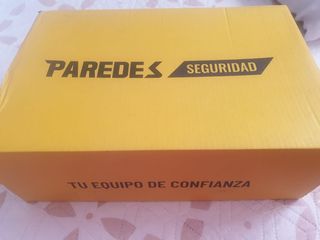 PAREDES SEGURIDAD
TU EQUIPO DE CONFIANZA